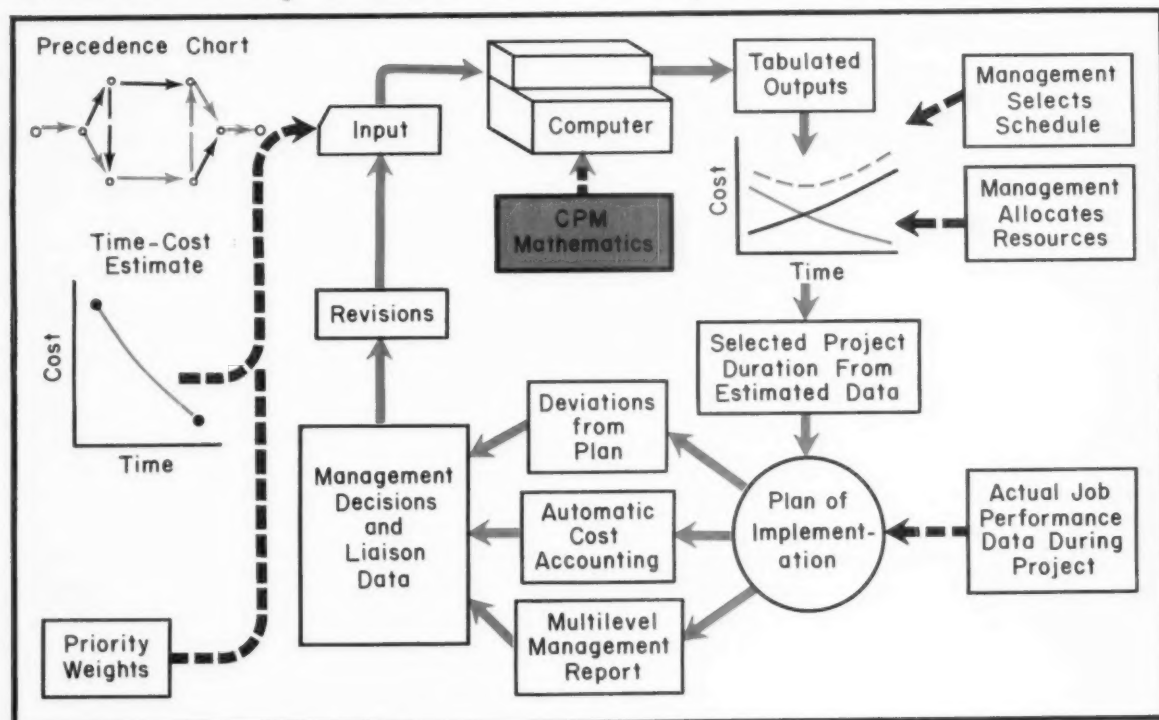 Precedence Chart
Input
Computer
CPM
Mathematics
Tabulated
Outputs
Cost
Time
Management
Selects
Schedule
Management
Allocates
Resources
Time-Cost
Estimate
Cost
Time
Revisions
Selected Project
Duration From
Estimated Data
Deviations
from
Plan
Management
Decisions
and
Liaison
Data
Automatic
Cost
Accounting
Plan of
Implement-
ation
Actual Job
Performance
Data During
Project
Multilevel
Management
Report
Priority
Weights